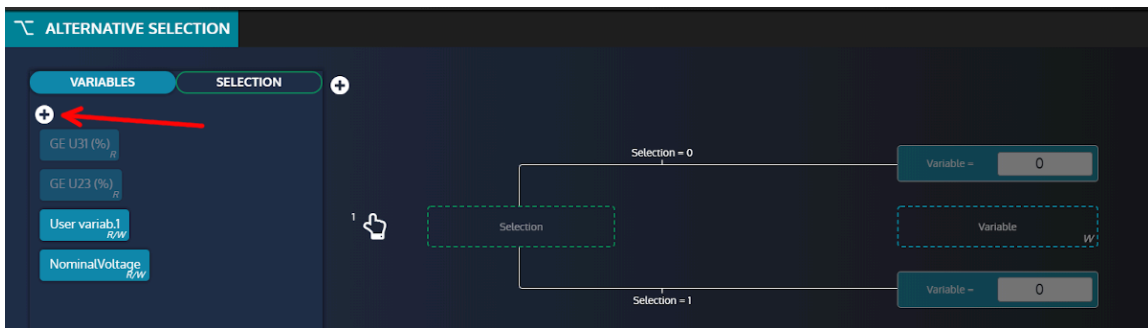 ALTERNATIVE SELECTION
VARIABLES
SELECTION
GE U31 (%)
R
GE U23 (%)
R
User variab.1
R/W
NominalVoltage
R/W
1
Selection = 0
Selection
Selection = 1
Variable = 0
Variable
W
Variable = 0